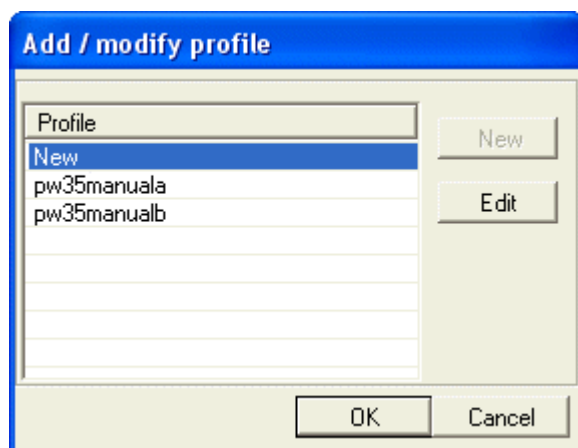 Add / modify profile
Profile
New
New
pw35manuala
Edit
pw35manualb
OK
Cancel